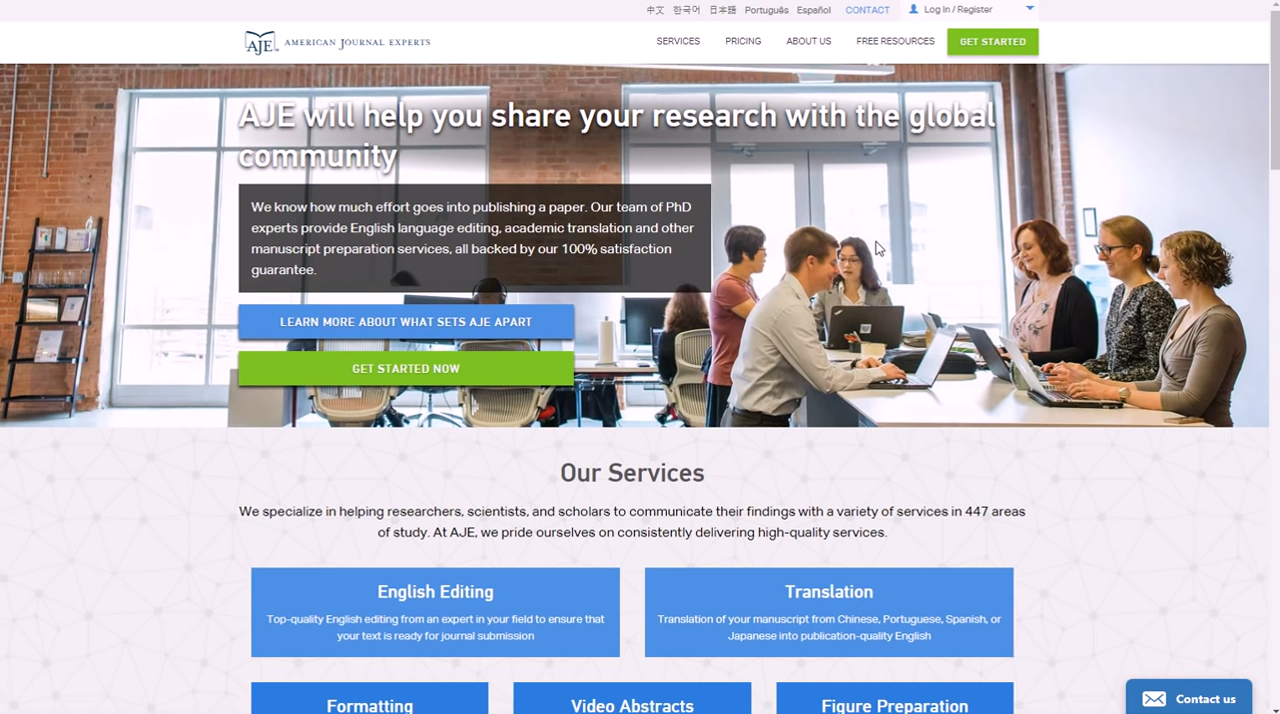 中文 한국어 日本語 Português Español CONTACT Log In / Register
AJE AMERICAN JOURNAL EXPERTS SERVICES PRICING ABOUT US FREE RESOURCES GET STARTED
AJE will help you share your research with the global
community
We know how much effort goes into publishing a paper. Our team of PhD
experts provide English language editing, academic translation and other
manuscript preparation services, all backed by our 100% satisfaction
guarantee.
LEARN MORE ABOUT WHAT SETS AJE APART
GET STARTED NOW
Our Services
We specialize in helping researchers, scientists, and scholars to communicate their findings with a variety of services in 447 areas
of study. At AJE, we pride ourselves on consistently delivering high-quality services.
English Editing
Top-quality English editing from an expert in your field to ensure that
your text is ready for journal submission
Translation
Translation of your manuscript from Chinese, Portuguese, Spanish, or
Japanese into publication-quality English
Formatting
Video Abstracts
Figure Preparation
Contact us